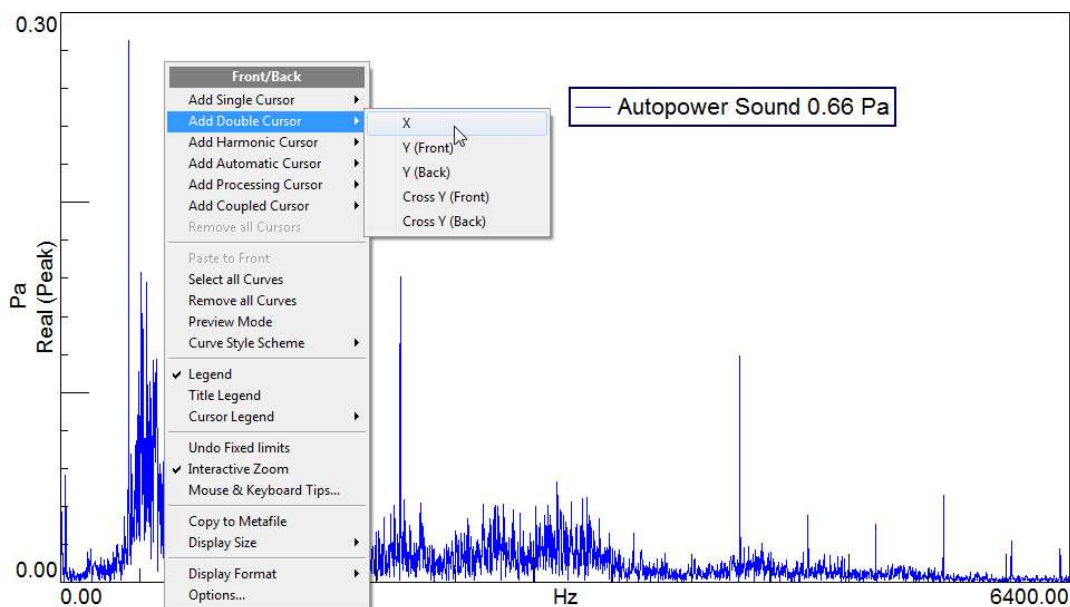 0.30
Pa
Real (Peak)
0.00
0.00
Hz
6400.00
Autopower Sound 0.66 Pa
Front/Back
Add Single Cursor
Add Double Cursor
Add Harmonic Cursor
Add Automatic Cursor
Add Processing Cursor
Add Coupled Cursor
Remove all Cursors
Paste to Front
Select all Curves
Remove all Curves
Preview Mode
Curve Style Scheme
Legend
Title Legend
Cursor Legend
Undo Fixed limits
Interactive Zoom
Mouse & Keyboard Tips...
Copy to Metafile
Display Size
Display Format
Options...
X
Y (Front)
Y (Back)
Cross Y (Front)
Cross Y (Back)